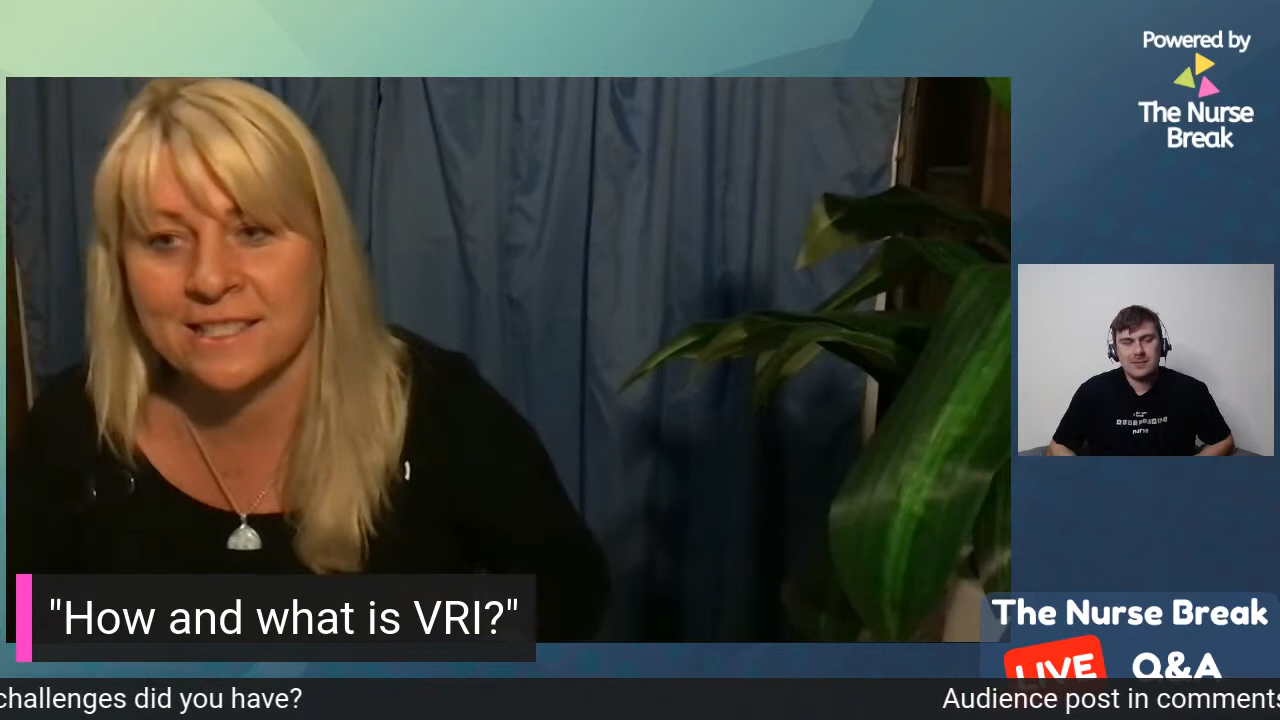 Powered by
The Nurse
Break
nurse
"How and what is VRI?"
The Nurse Break
LIVE Q&A
challenges did you have?
Audience post in comments